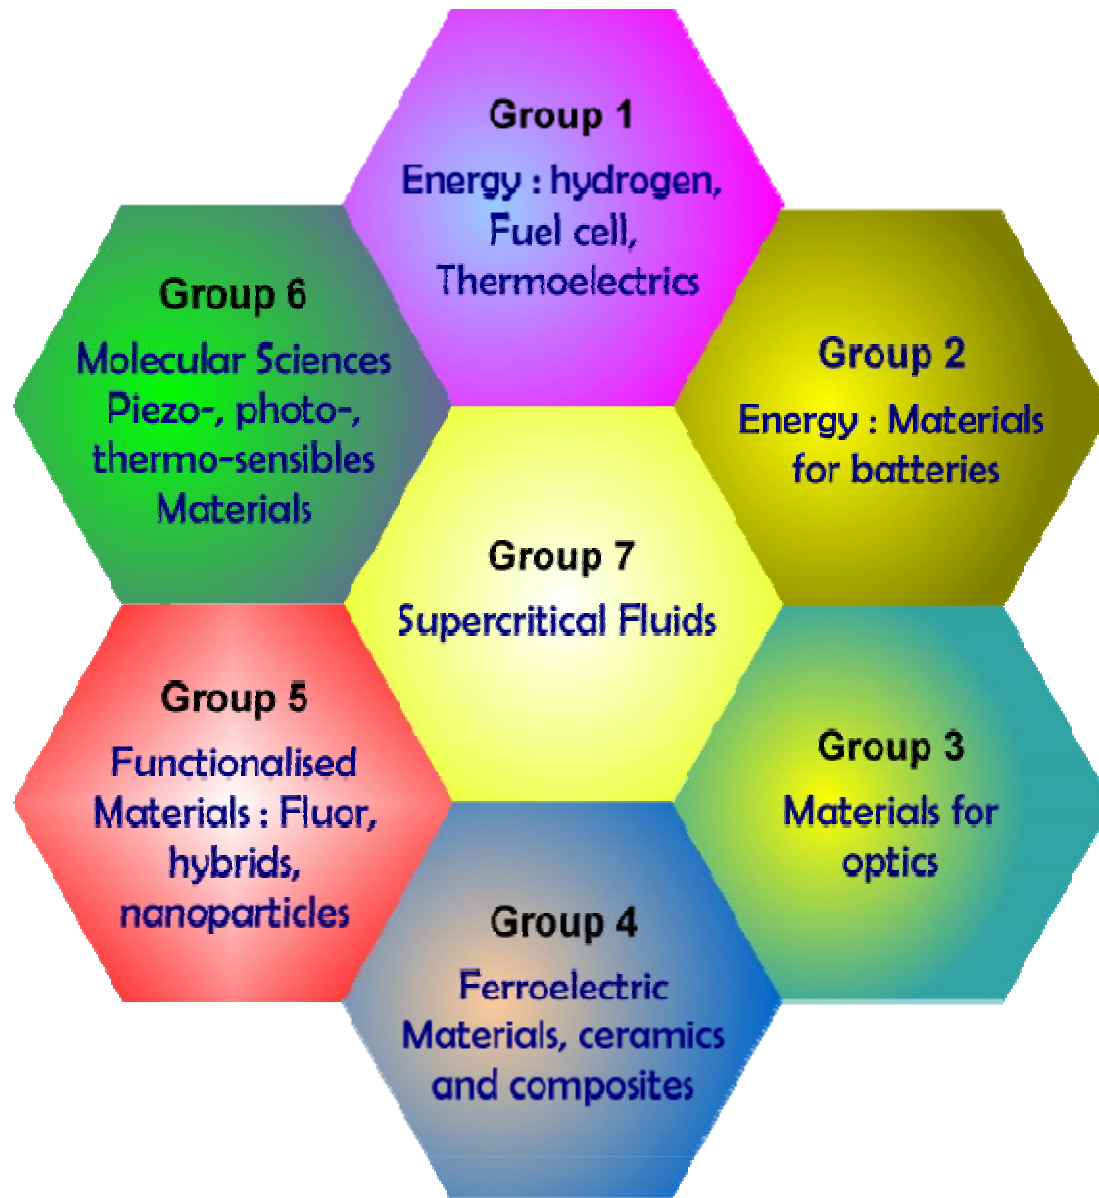 Group 1
Energy : hydrogen,
Fuel cell,
Thermoelectrics
Group 2
Energy : Materials
for batteries
Group 3
Materials for
optics
Group 4
Ferroelectric
Materials, ceramics
and composites
Group 5
Functionalised
Materials : Fluor,
hybrids,
nanoparticles
Group 6
Molecular Sciences
Piezo-, photo-,
thermo-sensibles
Materials
Group 7
Supercritical Fluids